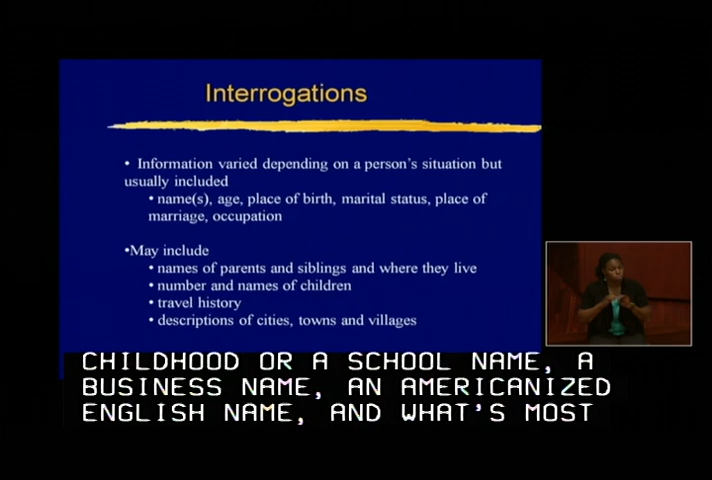 Interrogations
• Information varied depending on a person's situation but
usually included
• name(s), age, place of birth, marital status, place of
marriage, occupation
•May include
• names of parents and siblings and where they live
• number and names of children
• travel history
• descriptions of cities, towns and villages
CHILDHOOD OR A SCHOOL NAME, A
BUSINESS NAME, AN AMERICANIZED
ENGLISH NAME, AND WHAT'S MOST